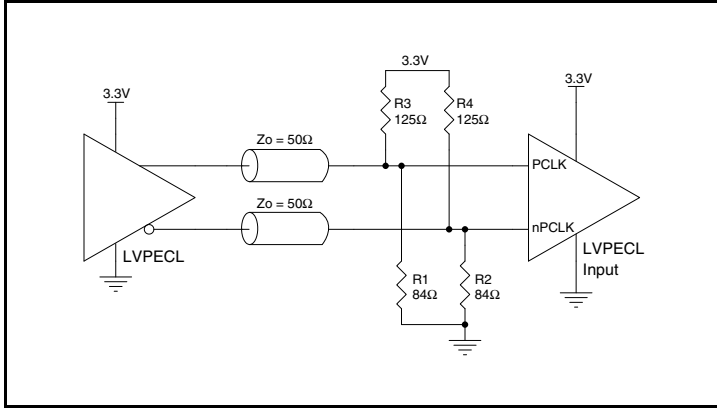 3.3V
3.3V
3.3V
R3
125Ω
R4
125Ω
Zo = 50Ω
PCLK
Zo = 50Ω
nPCLK
LVPECL
LVPECL
Input
R1
84Ω
R2
84Ω